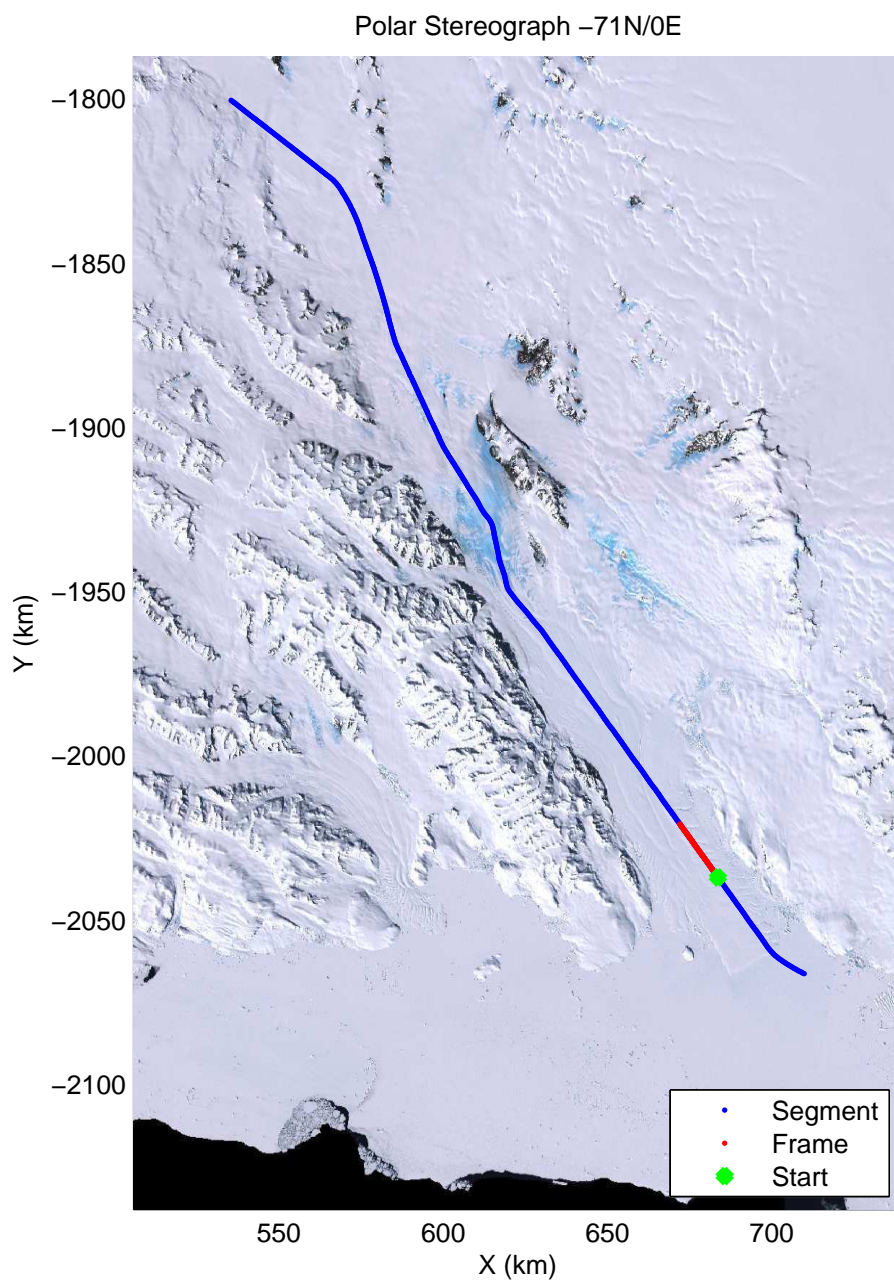 Polar Stereograph −71N/0E
Y (km)
−1800
−1850
−1900
−1950
−2000
−2050
−2100
550 600 650 700
X (km)
Segment
Frame
Start